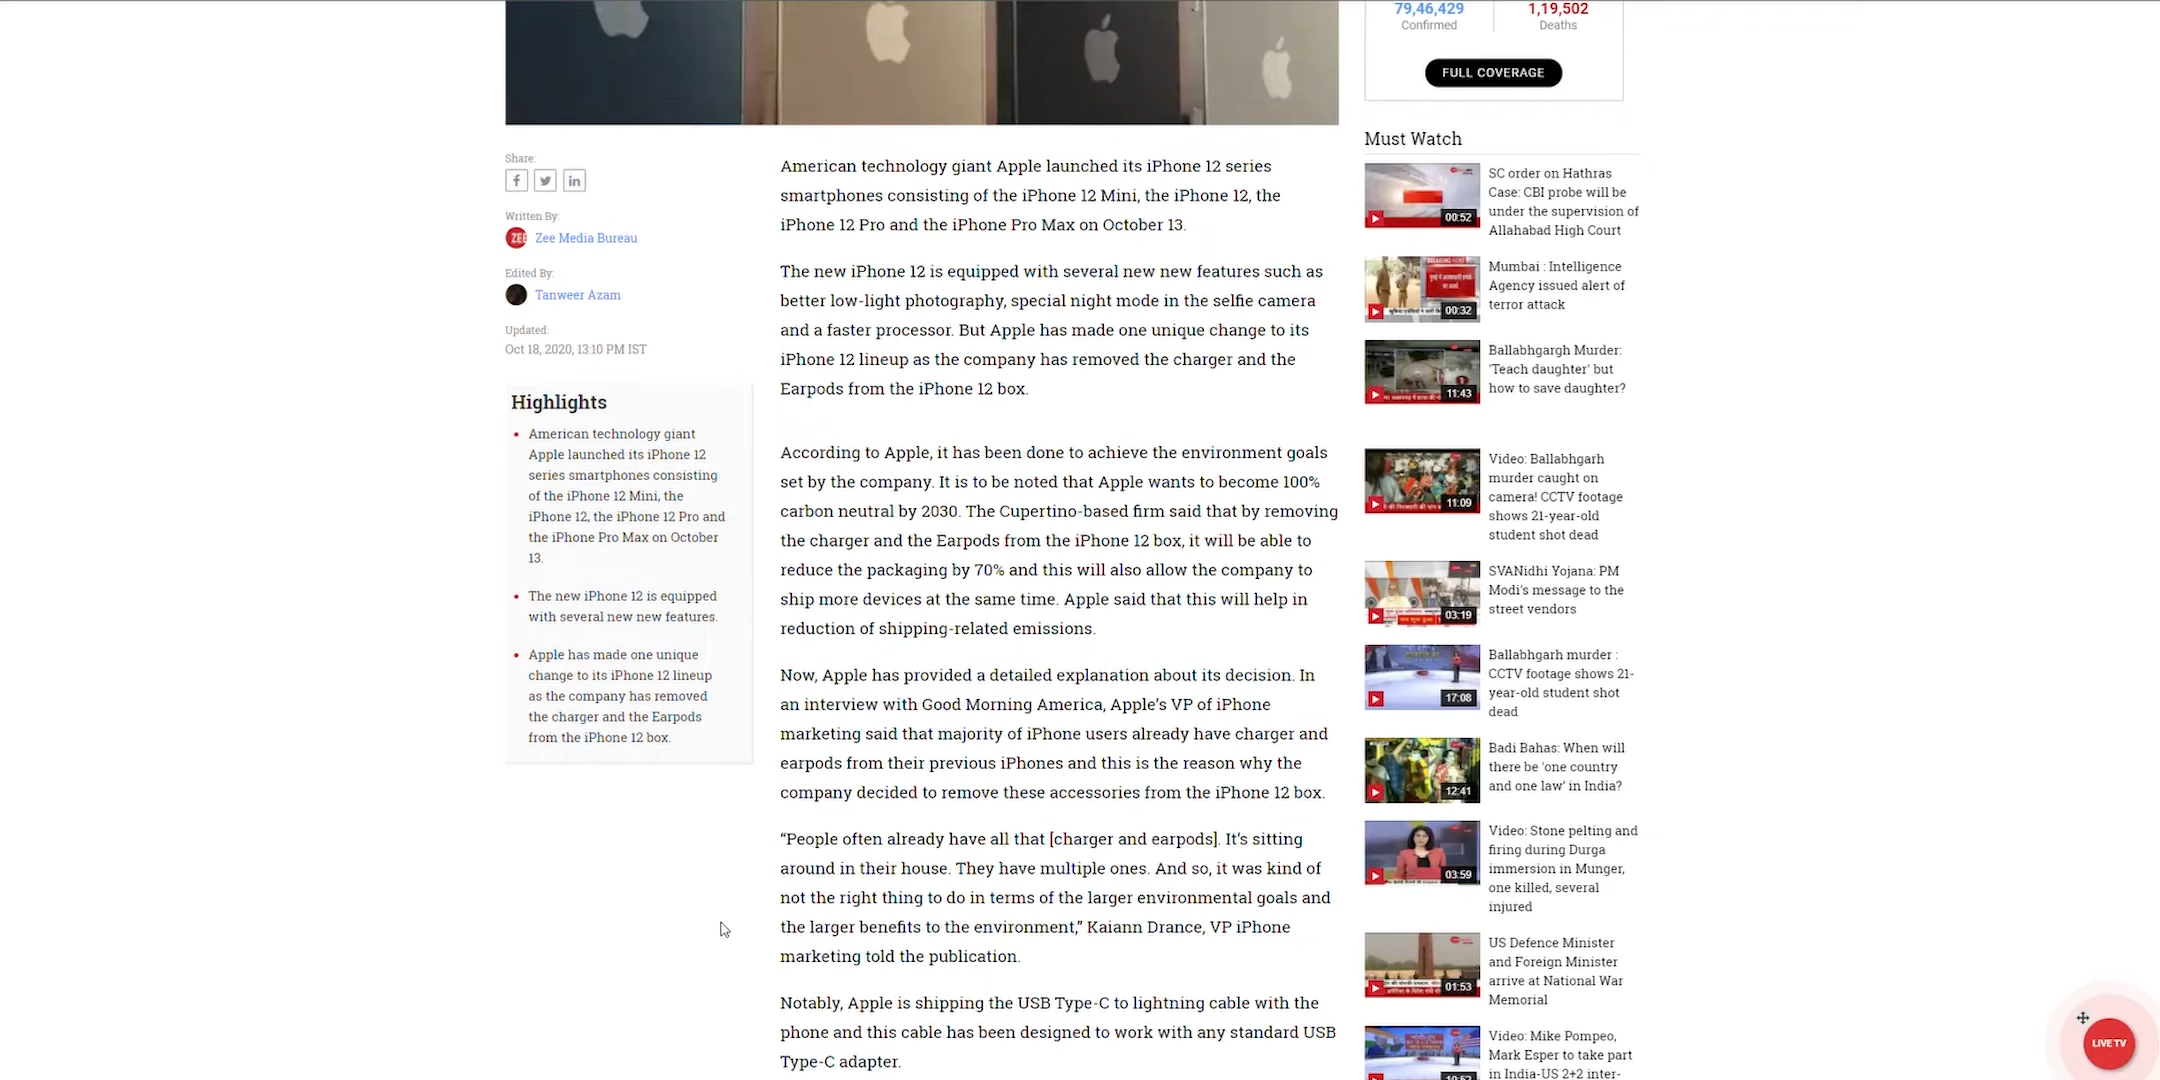 79,46,429
Confirmed
1,19,502
Deaths
FULL COVERAGE
Share:
Written By:
ZEE
Zee Media Bureau
Edited By:
Tanweer Azam
Updated:
Oct 18, 2020, 13:10 PM IST
Highlights
American technology giant
Apple launched its iPhone 12
series smartphones consisting
of the iPhone 12 Mini, the
iPhone 12, the iPhone 12 Pro and
the iPhone Pro Max on October
13.
The new iPhone 12 is equipped
with several new new features.
Apple has made one unique
change to its iPhone 12 lineup
as the company has removed
the charger and the Earpods
from the iPhone 12 box.
American technology giant Apple launched its iPhone 12 series
smartphones consisting of the iPhone 12 Mini, the iPhone 12, the
iPhone 12 Pro and the iPhone Pro Max on October 13.
The new iPhone 12 is equipped with several new new features such as
better low-light photography, special night mode in the selfie camera
and a faster processor. But Apple has made one unique change to its
iPhone 12 lineup as the company has removed the charger and the
Earpods from the iPhone 12 box.
According to Apple, it has been done to achieve the environment goals
set by the company. It is to be noted that Apple wants to become 100%
carbon neutral by 2030. The Cupertino-based firm said that by removing
the charger and the Earpods from the iPhone 12 box, it will be able to
reduce the packaging by 70% and this will also allow the company to
ship more devices at the same time. Apple said that this will help in
reduction of shipping-related emissions.
Now, Apple has provided a detailed explanation about its decision. In
an interview with Good Morning America, Apple's VP of iPhone
marketing said that majority of iPhone users already have charger and
earpods from their previous iPhones and this is the reason why the
company decided to remove these accessories from the iPhone 12 box.
“People often already have all that [charger and earpods]. It's sitting
around in their house. They have multiple ones. And so, it was kind of
not the right thing to do in terms of the larger environmental goals and
the larger benefits to the environment,” Kaiann Drance, VP iPhone
marketing told the publication.
Notably, Apple is shipping the USB Type-C to lightning cable with the
phone and this cable has been designed to work with any standard USB
Type-C adapter.
Must Watch
00:52
SC order on Hathras
Case: CBI probe will be
under the supervision of
Allahabad High Court
00:32
Mumbai : Intelligence
Agency issued alert of
terror attack
11:43
Ballabhgargh Murder:
'Teach daughter' but
how to save daughter?
11:09
Video: Ballabhgarh
murder caught on
camera! CCTV footage
shows 21-year-old
student shot dead
03:19
SVANidhi Yojana: PM
Modi's message to the
street vendors
17:08
Ballabhgarh murder :
CCTV footage shows 21-
year-old student shot
dead
12:41
Badi Bahas: When will
there be 'one country
and one law' in India?
03:59
Video: Stone pelting and
firing during Durga
immersion in Munger,
one killed, several
injured
01:53
US Defence Minister
and Foreign Minister
arrive at National War
Memorial
Video: Mike Pompeo,
Mark Esper to take part
in India-US 2+2 inter-
LIVE TV